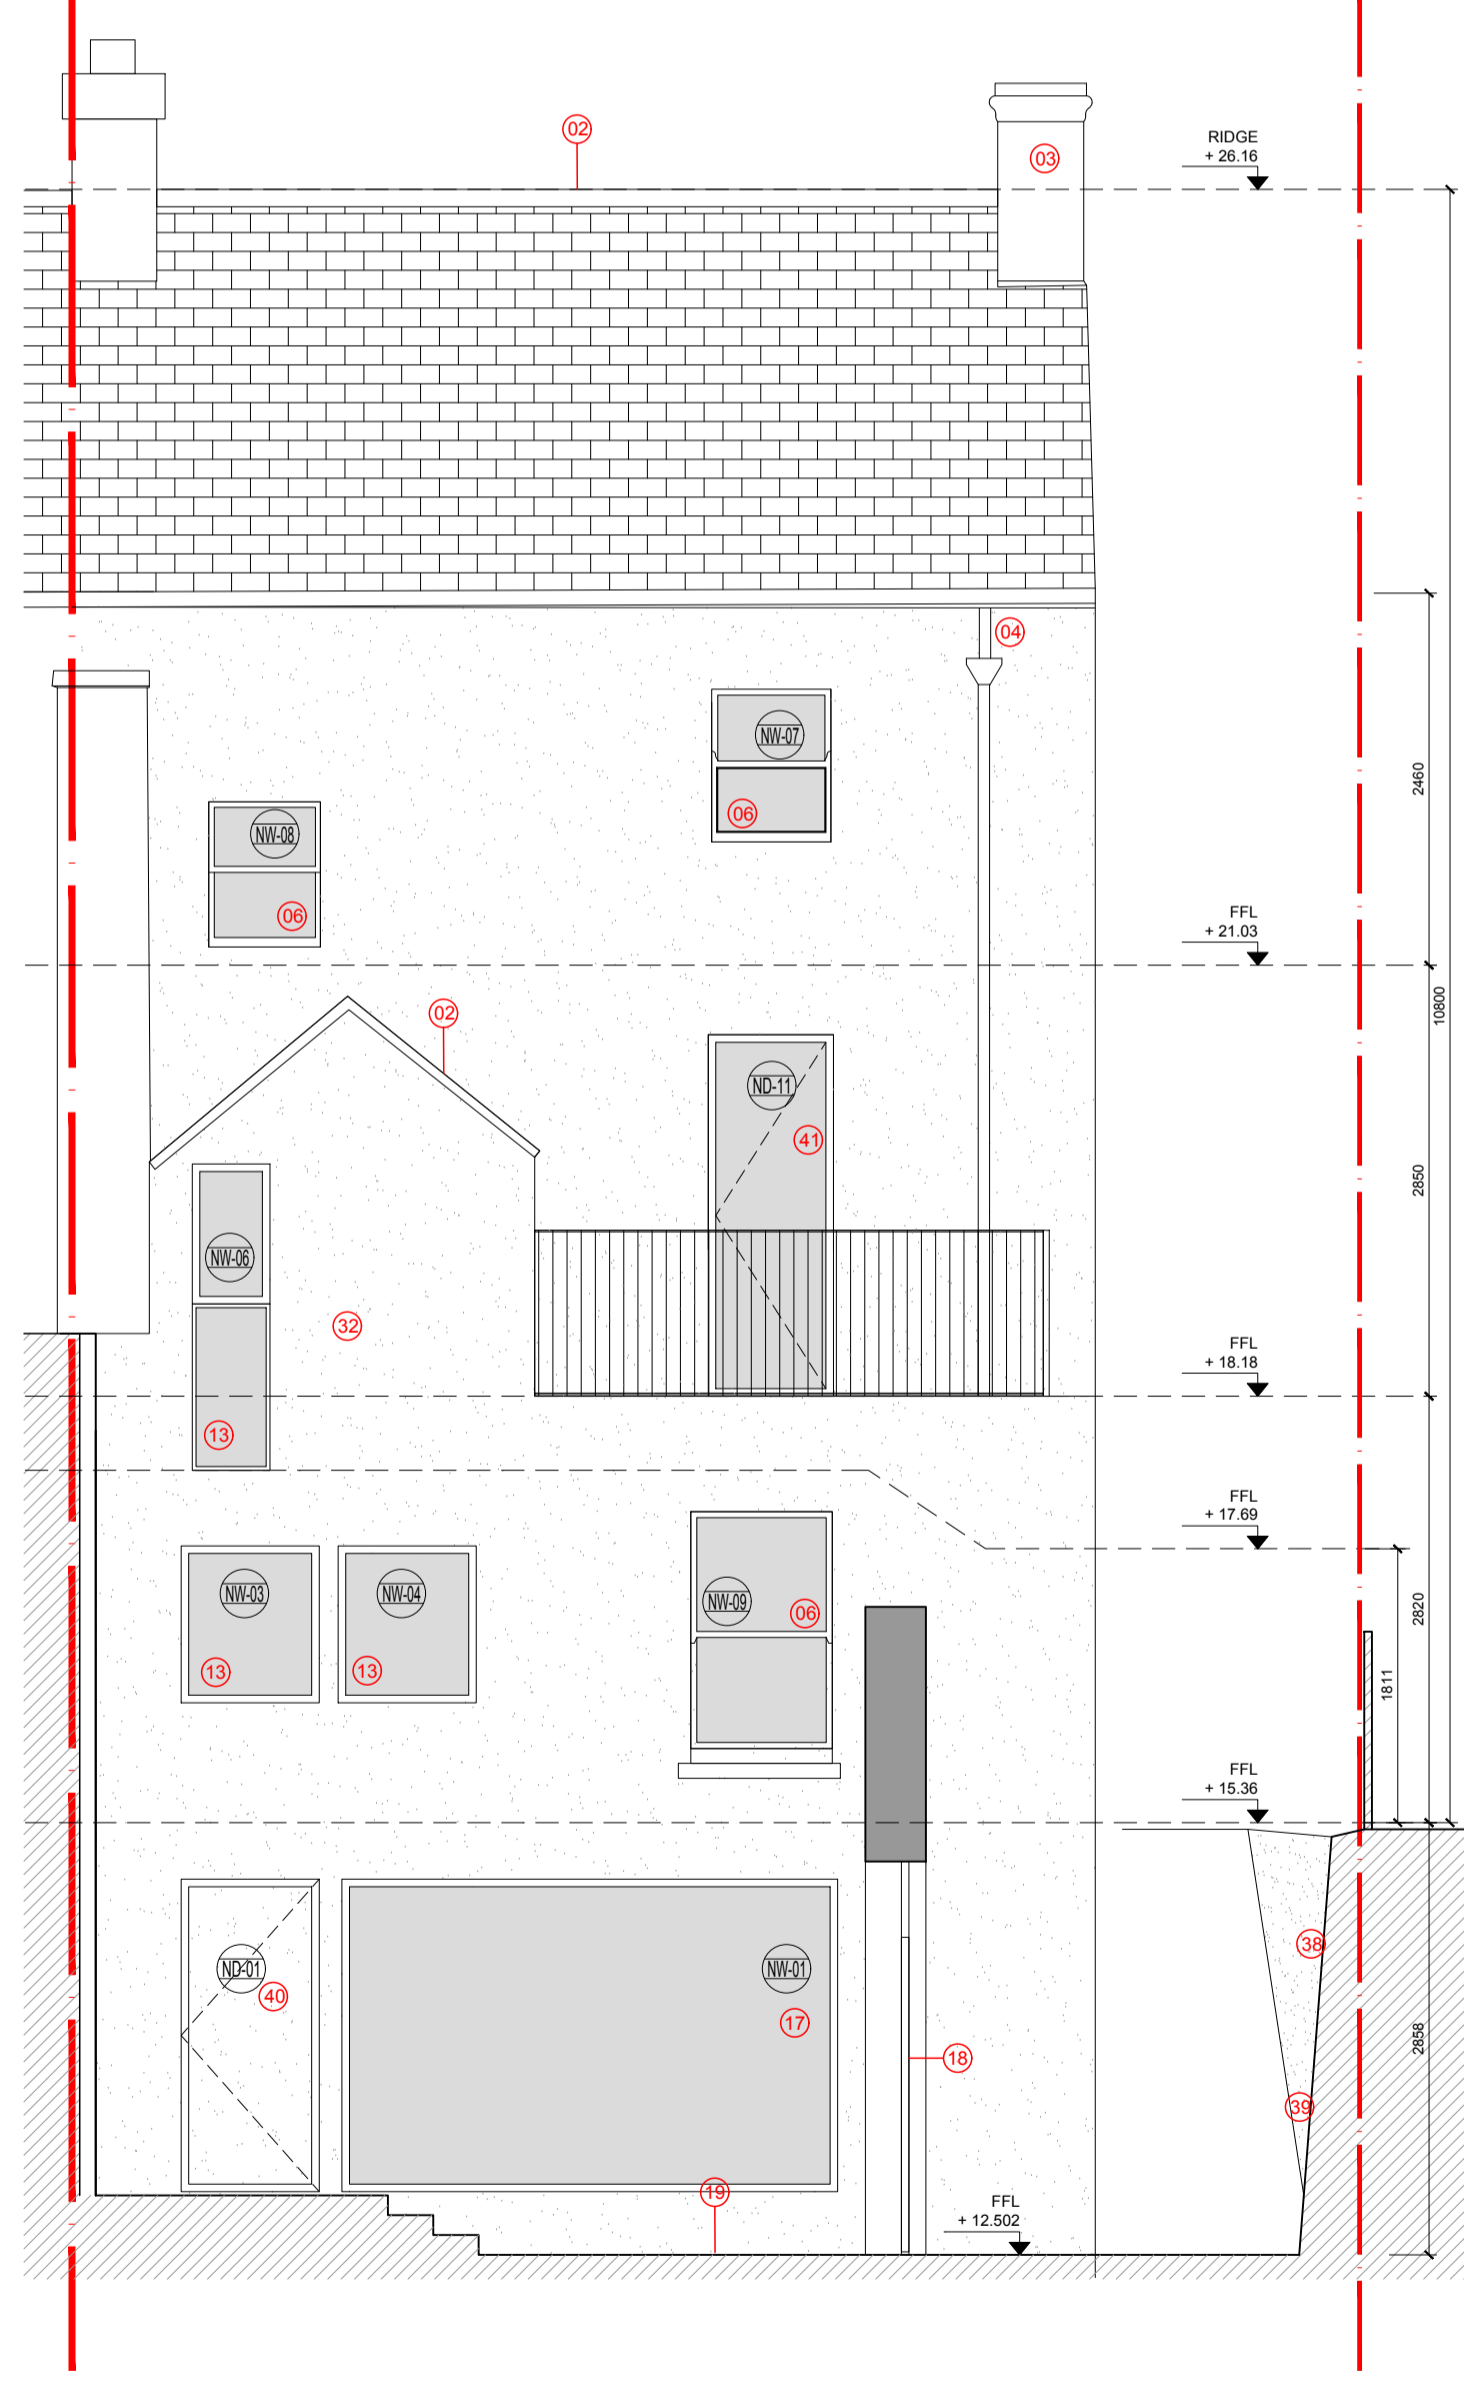 02
03
RIDGE
+ 26.16
04
NW-07
06
2460
NW-08
06
FFL
+ 21.03
10800
02
ND-11
41
2850
NW-06
32
13
FFL
+ 18.18
FFL
+ 17.69
NW-03
NW-04
NW-09
06
13
13
2820
1811
FFL
+ 15.36
ND-01
40
NW-01
17
38
18
2858
39
19
FFL
+ 12.502